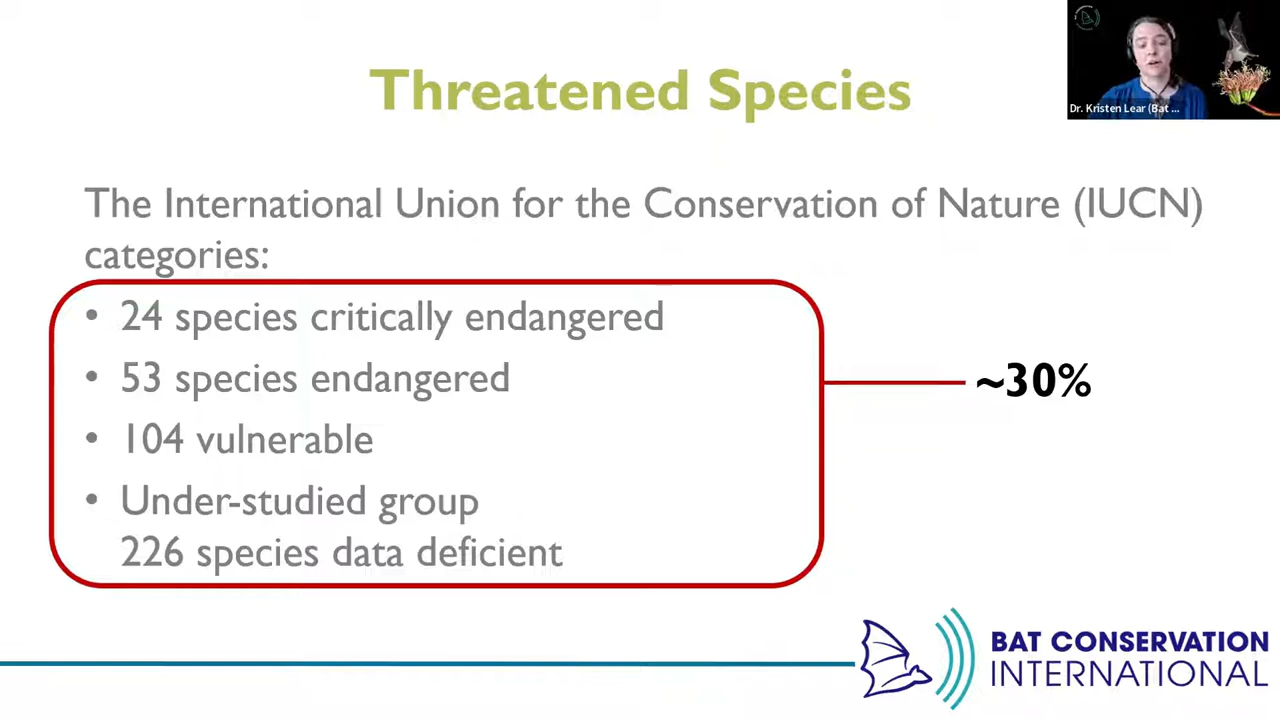 Threatened Species
Dr. Kristen Lear (Bat ...
The International Union for the Conservation of Nature (IUCN)
categories:
• 24 species critically endangered
• 53 species endangered
• 104 vulnerable
• Under-studied group
226 species data deficient
~30%
BAT CONSERVATION
INTERNATIONAL